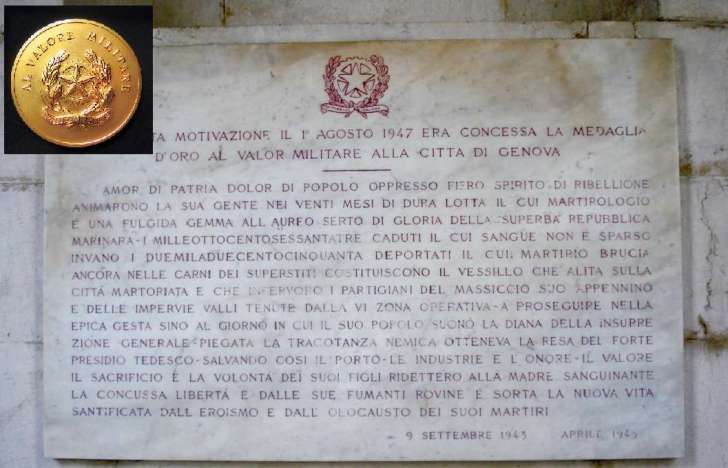 AL VALORE MILITARE
TA MOTIVAZIONE IL 1° AGOSTO 1947 ERA CONCESSA LA MEDAGLIA
D'ORO AL VALOR MILITARE ALLA CITTA DI GENOVA
AMOR DI PATRIA DOLOR DI POPOLO OPPRESSO FIERO SPIRITO DI RIBELLIONE
ANIMARONO LA SUA GENTE NEI VENTI MESI DI DURA LOTTA IL CUI MARTIROLOGIO
E UNA FULGIDA GEMMA ALL AUREO SERTO DI GLORIA DELLA SUPERBA REPUBBLICA
MARINARA-I MILLEOTTOCENTOSESSANTATRE CADUTI IL CUI SANGUE NON E SPARSO
INVANO I DUEMILADUECENTOCINQUANTA DEPORTATI IL CUI MARTIRIO BRUCIA
ANCORA NELLE CARNI DEI SUPERSTITI COSTITUISCONO IL VESSILLO CHE ALITA SULLA
CITTÁ MARTORIATA E CHE INFERVORO I PARTIGIANI DEL MASSICCIO SUO APPENNINO
E DELLE IMPERVIE VALLI TENUTE DALLA VI ZONA OPERATIVA-A PROSEGUIRE NELLA
EPICA GESTA SINO AL GIORNO IN CUI IL SUO POPOLO SUONO LA DIANA DELLA INSURRE
ZIONE GENERALE-PIEGATA LA TRACOTANZA NEMICA OTTENEVA LA RESA DEL FORTE
PRESIDIO TEDESCO-SALVANDO COSI IL PORTO-LE INDUSTRIE E L ONORE-IL VALORE
IL SACRIFICIO E LA VOLONTÁ DEI SUOI FIGLI RIDETTERO ALLA MADRE SANGUINANTE
LA CONCUSSA LIBERTÁ E DALLE SUE FUMANTI ROVINE E SORTA LA NUOVA VITA
SANTIFICATA DALL EROISMO E DALL OLOCAUSTO DEI SUOI MARTIRI
9 SETTEMBRE 1943 APRILE 1945